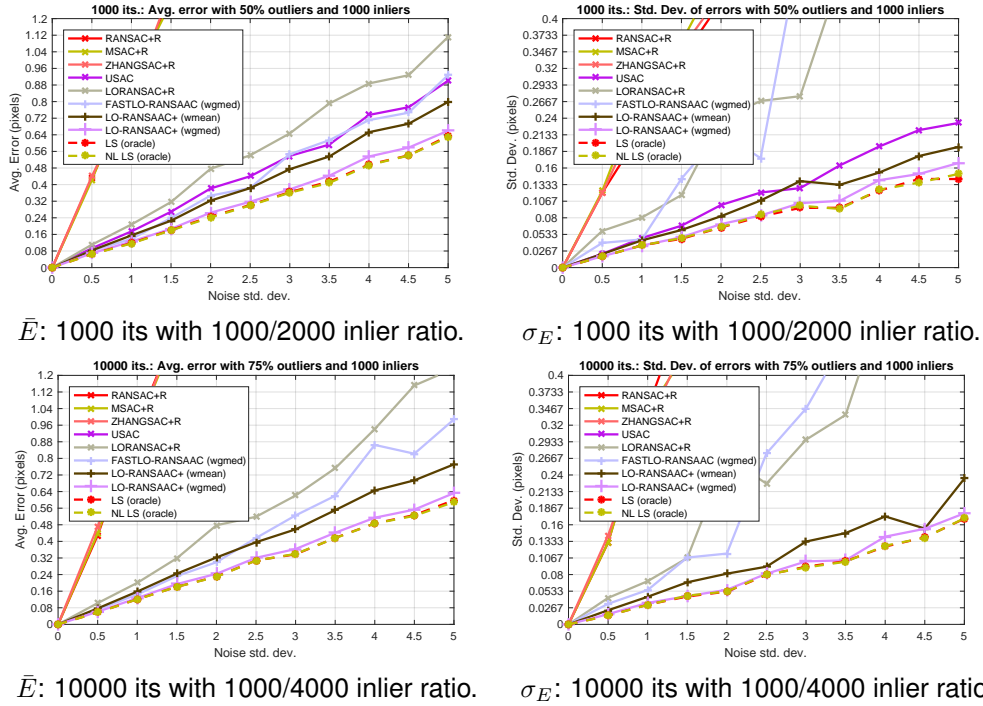 1000 its.: Avg. error with 50% outliers and 1000 inliers
1.2
1.12
1.04
0.96
0.88
0.8
0.72
0.64
0.56
0.48
0.4
0.32
0.24
0.16
0.08
0
Avg. Error (pixels)
RANSAC+R
MSAC+R
ZHANGSAC+R
USAC
LORANSAC+R
FASTLO-RANSAAC (wgmed)
LO-RANSAAC+ (wmean)
LO-RANSAAC+ (wgmed)
LS (oracle)
NL LS (oracle)
0 0.5 1 1.5 2 2.5 3 3.5 4 4.5 5
Noise std. dev.
Ē: 1000 its with 1000/2000 inlier ratio.
1000 its.: Std. Dev. of errors with 50% outliers and 1000 inliers
0.4
0.3733
0.3467
0.32
0.2933
0.2667
0.24
0.2133
0.1867
0.16
0.1333
0.1067
0.08
0.0533
0.0267
0
Std. Dev. (pixels)
RANSAC+R
MSAC+R
ZHANGSAC+R
USAC
LORANSAC+R
FASTLO-RANSAAC (wgmed)
LO-RANSAAC+ (wmean)
LO-RANSAAC+ (wgmed)
LS (oracle)
NL LS (oracle)
0 0.5 1 1.5 2 2.5 3 3.5 4 4.5 5
Noise std. dev.
σE: 1000 its with 1000/2000 inlier ratio.
10000 its.: Avg. error with 75% outliers and 1000 inliers
1.2
1.12
1.04
0.96
0.88
0.8
0.72
0.64
0.56
0.48
0.4
0.32
0.24
0.16
0.08
0
Avg. Error (pixels)
RANSAC+R
MSAC+R
ZHANGSAC+R
USAC
LORANSAC+R
FASTLO-RANSAAC (wgmed)
LO-RANSAAC+ (wmean)
LO-RANSAAC+ (wgmed)
LS (oracle)
NL LS (oracle)
0 0.5 1 1.5 2 2.5 3 3.5 4 4.5 5
Noise std. dev.
Ē: 10000 its with 1000/4000 inlier ratio.
10000 its.: Std. Dev. of errors with 75% outliers and 1000 inliers
0.4
0.3733
0.3467
0.32
0.2933
0.2667
0.24
0.2133
0.1867
0.16
0.1333
0.1067
0.08
0.0533
0.0267
0
Std. Dev. (pixels)
RANSAC+R
MSAC+R
ZHANGSAC+R
USAC
LORANSAC+R
FASTLO-RANSAAC (wgmed)
LO-RANSAAC+ (wmean)
LO-RANSAAC+ (wgmed)
LS (oracle)
NL LS (oracle)
0 0.5 1 1.5 2 2.5 3 3.5 4 4.5 5
Noise std. dev.
σE: 10000 its with 1000/4000 inlier ratio